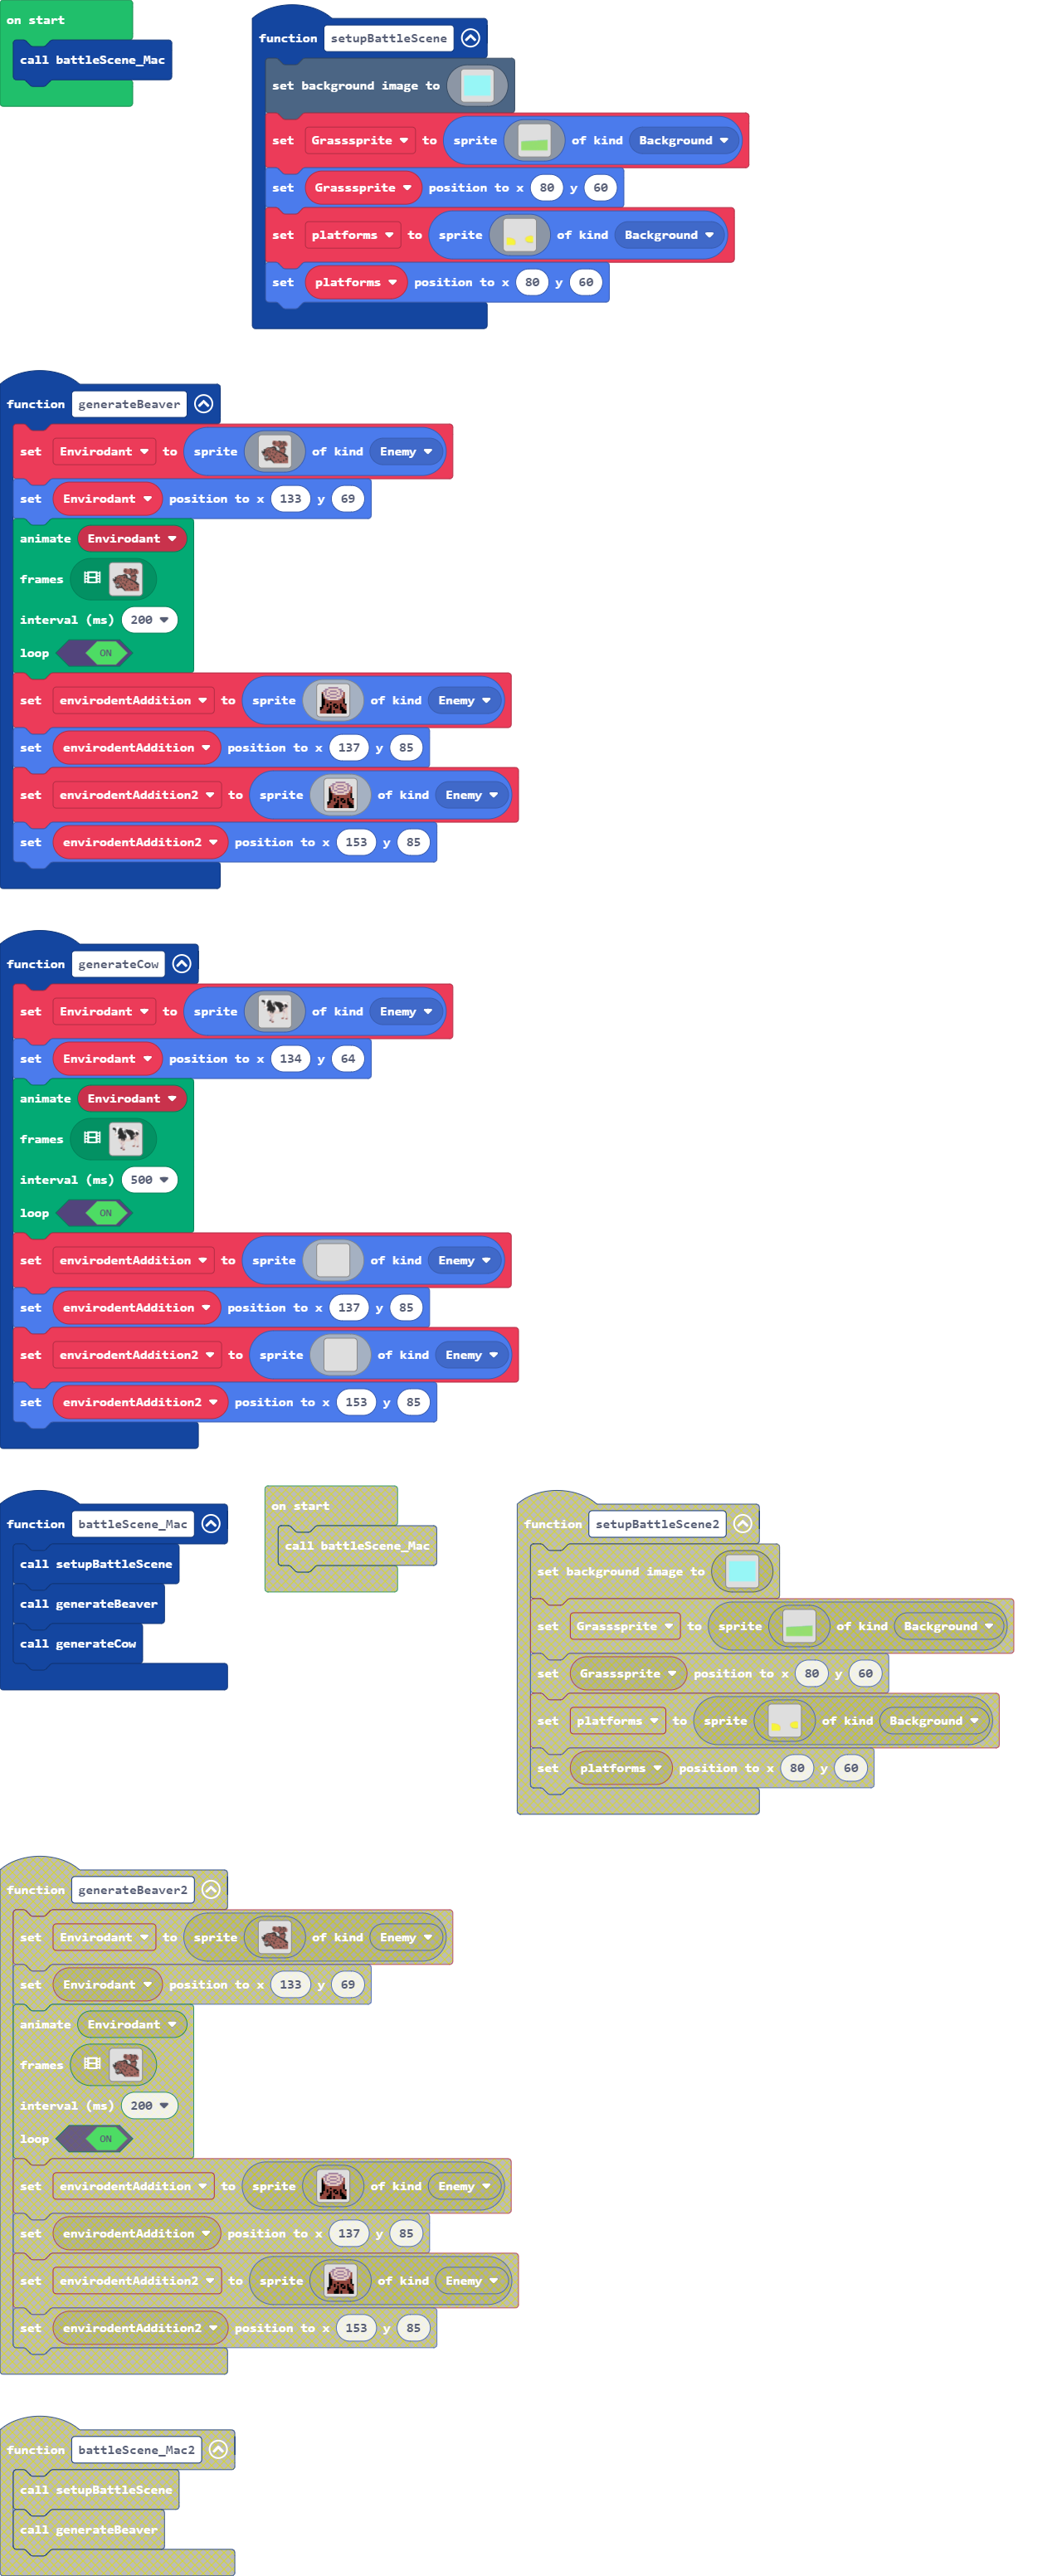 on start
call battleScene_Mac
function setupBattleScene
set background image to
set Grasssprite to sprite of kind Background
set Grasssprite position to x 80 y 60
set platforms to sprite of kind Background
set platforms position to x 80 y 60
function generateBeaver
set Envirodant to sprite of kind Enemy
set Envirodant position to x 133 y 69
animate Envirodant
frames
interval (ms) 200
loop ON
set envirodentAddition to sprite of kind Enemy
set envirodentAddition position to x 137 y 85
set envirodentAddition2 to sprite of kind Enemy
set envirodentAddition2 position to x 153 y 85
function generateCow
set Envirodant to sprite of kind Enemy
set Envirodant position to x 134 y 64
animate Envirodant
frames
interval (ms) 500
loop ON
set envirodentAddition to sprite of kind Enemy
set envirodentAddition position to x 137 y 85
set envirodentAddition2 to sprite of kind Enemy
set envirodentAddition2 position to x 153 y 85
function battleScene_Mac
call setupBattleScene
call generateBeaver
call generateCow
on start
call battleScene_Mac
function setupBattleScene2
set background image to
set Grasssprite to sprite of kind Background
set Grasssprite position to x 80 y 60
set platforms to sprite of kind Background
set platforms position to x 80 y 60
function generateBeaver2
set Envirodant to sprite of kind Enemy
set Envirodant position to x 133 y 69
animate Envirodant
frames
interval (ms) 200
loop ON
set envirodentAddition to sprite of kind Enemy
set envirodentAddition position to x 137 y 85
set envirodentAddition2 to sprite of kind Enemy
set envirodentAddition2 position to x 153 y 85
function battleScene_Mac2
call setupBattleScene
call generateBeaver